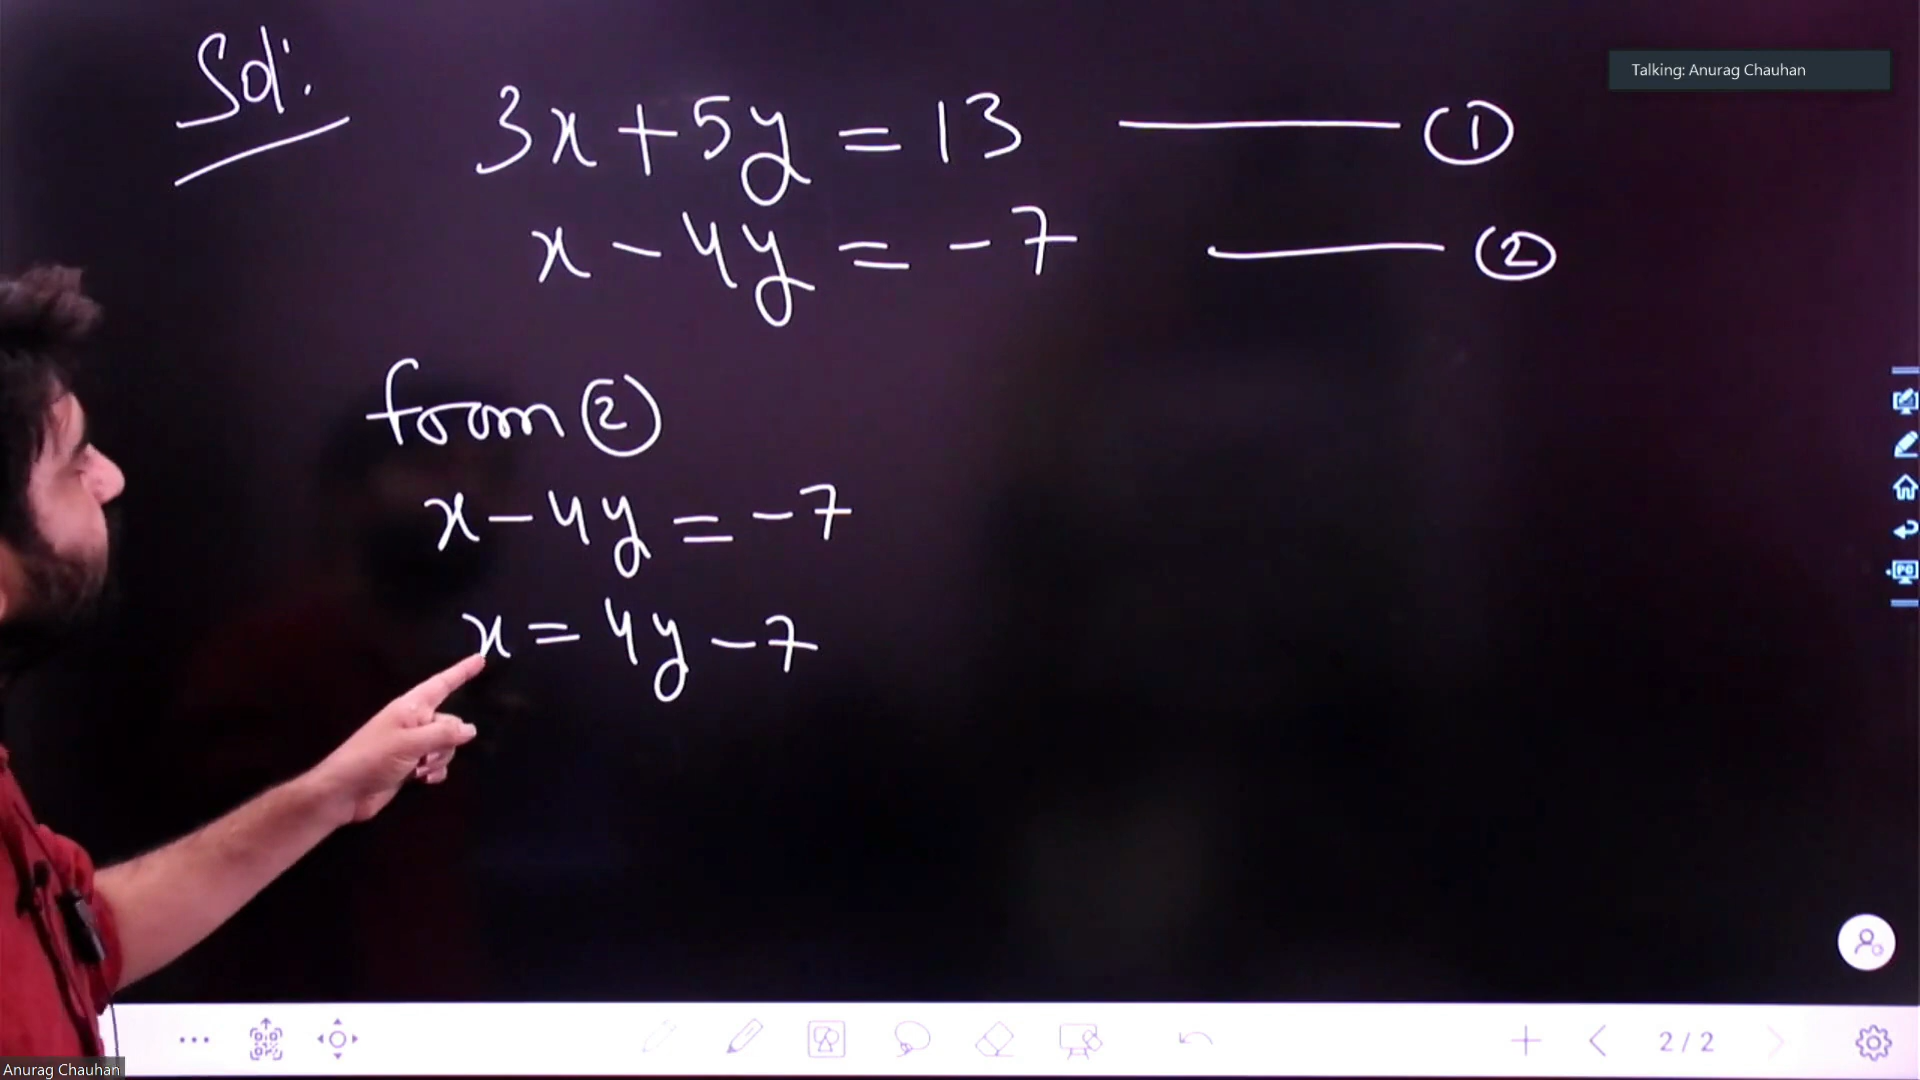 Sol:
3x + 5y = 13 ——— ①
x - 4y = -7 ——— ②
from ②
x - 4y = -7
x = 4y - 7
Talking: Anurag Chauhan
PC
2/2
Anurag Chauhan